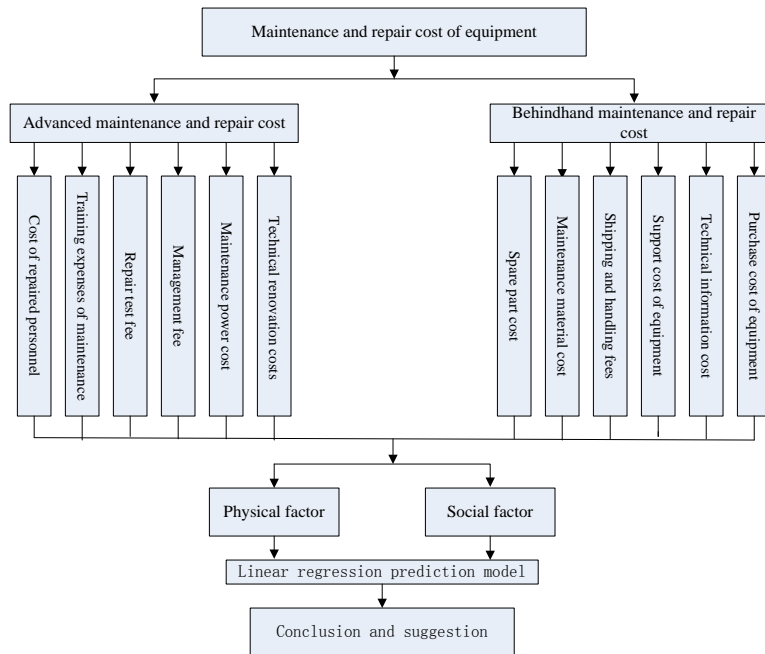 Maintenance and repair cost of equipment
Advanced maintenance and repair cost
Behindhand maintenance and repair
cost
Cost of repaired personnel
Training expenses of maintenance
Repair test fee
Management fee
Maintenance power cost
Technical renovation costs
Spare part cost
Maintenance material cost
Shipping and handling fees
Support cost of equipment
Technical information cost
Purchase cost of equipment
Physical factor
Social factor
Linear regression prediction model
Conclusion and suggestion